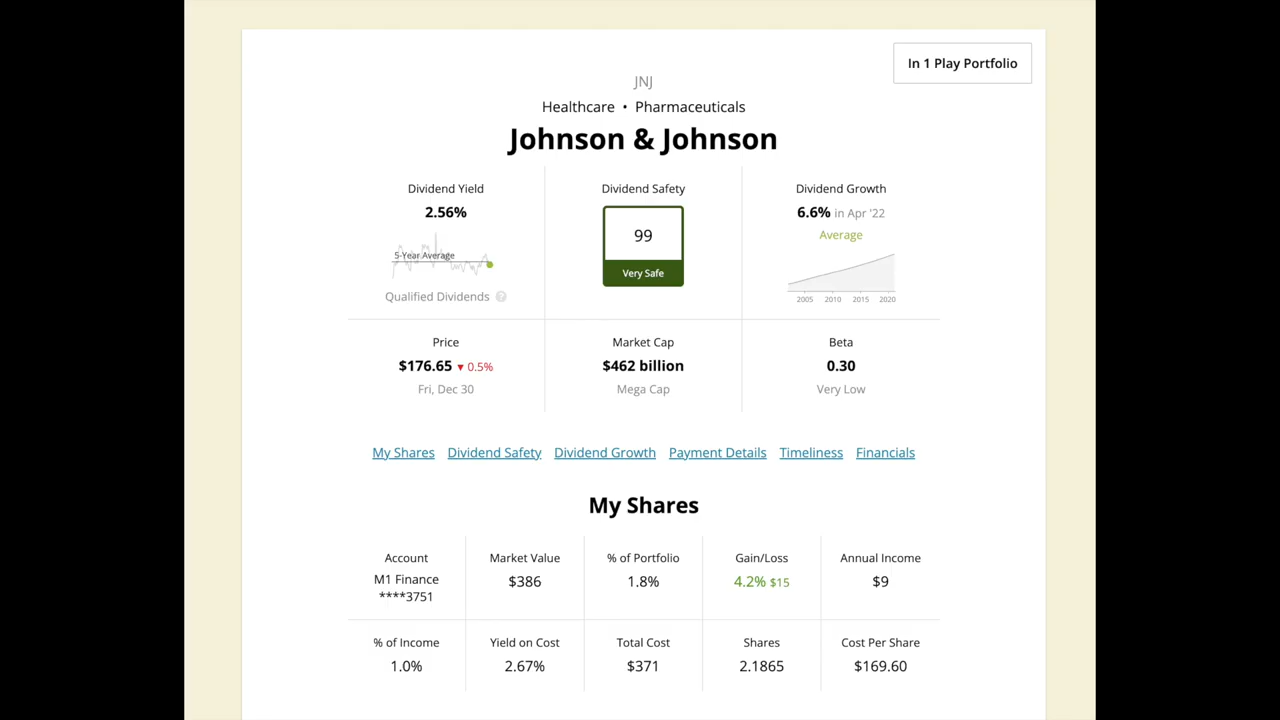 In 1 Play Portfolio
JNJ
Healthcare • Pharmaceuticals
Johnson & Johnson
Dividend Yield
2.56%
5-Year Average
Qualified Dividends ?
Dividend Safety
99
Very Safe
Dividend Growth
6.6% in Apr '22
Average
2005 2010 2015 2020
Price
$176.65 ▼ 0.5%
Fri, Dec 30
Market Cap
$462 billion
Mega Cap
Beta
0.30
Very Low
My Shares Dividend Safety Dividend Growth Payment Details Timeliness Financials
My Shares
Account
M1 Finance
****3751
Market Value
$386
% of Portfolio
1.8%
Gain/Loss
4.2% $15
Annual Income
$9
% of Income
1.0%
Yield on Cost
2.67%
Total Cost
$371
Shares
2.1865
Cost Per Share
$169.60